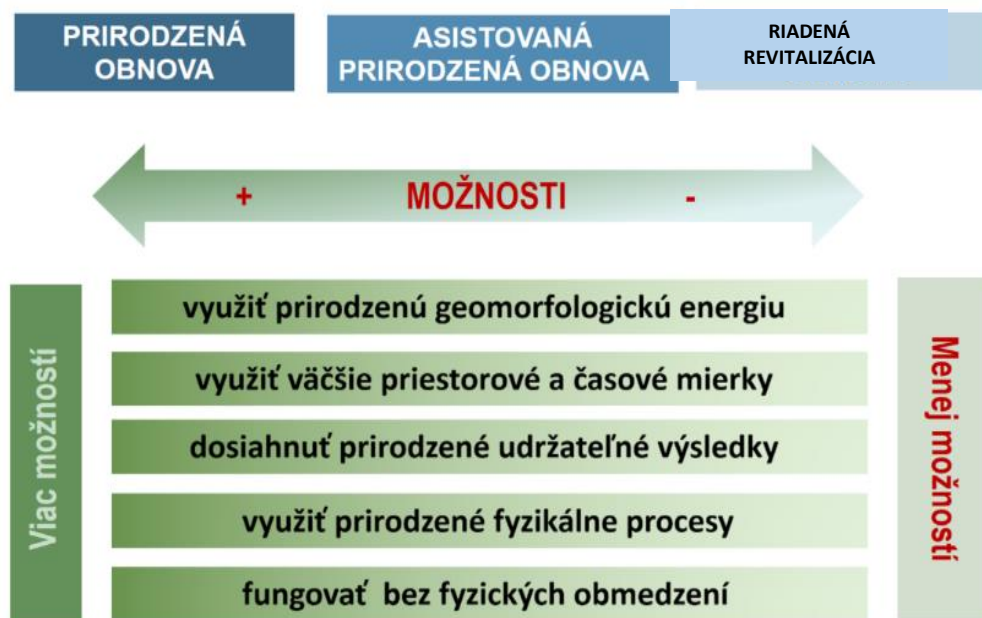 PRIRODZENÁ
OBNOVA
ASISTOVANÁ
PRIRODZENÁ OBNOVA
RIADENÁ
REVITALIZÁCIA
+ MOŽNOSTI -
Viac možností
využiť prirodzenú geomorfologickú energiu
využiť väčšie priestorové a časové mierky
dosiahnuť prirodzené udržateľné výsledky
využiť prirodzené fyzikálne procesy
fungovať bez fyzických obmedzení
Menej možností